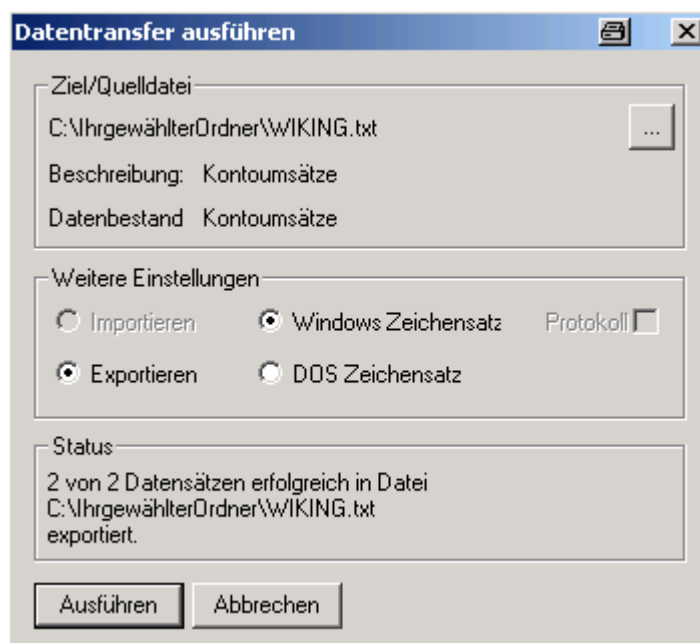 Datentransfer ausführen
Ziel/Quelldatei
C:\IhrgewählterOrdner\WIKING.txt
...
Beschreibung: Kontoumsätze
Datenbestand Kontoumsätze
Weitere Einstellungen
Importieren Windows Zeichensatz Protokoll
Exportieren DOS Zeichensatz
Status
2 von 2 Datensätzen erfolgreich in Datei
C:\IhrgewählterOrdner\WIKING.txt
exportiert.
Ausführen Abbrechen